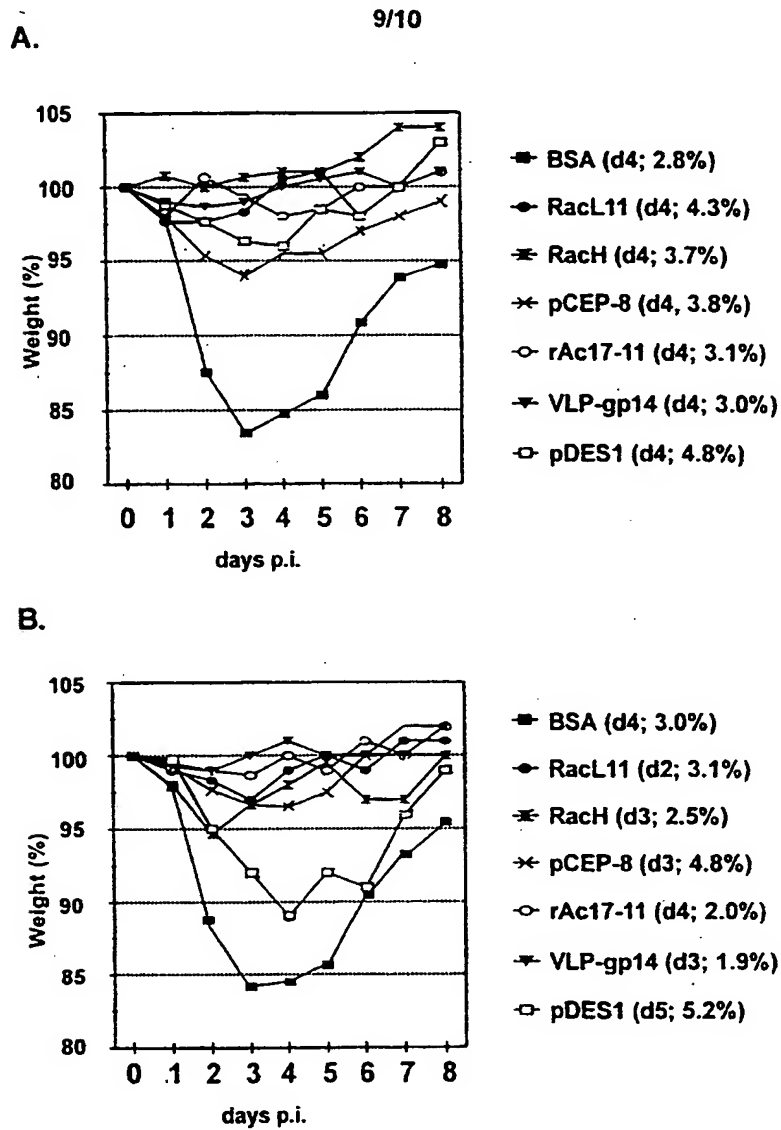 9/10
A.
105
100
95
90
85
80
Weight (%)
0 1 2 3 4 5 6 7 8
days p.i.
BSA (d4; 2.8%)
RacL11 (d4; 4.3%)
RacH (d4; 3.7%)
pCEP-8 (d4, 3.8%)
rAc17-11 (d4; 3.1%)
VLP-gp14 (d4; 3.0%)
pDES1 (d4; 4.8%)
B.
105
100
95
90
85
80
Weight (%)
0 1 2 3 4 5 6 7 8
days p.i.
BSA (d4; 3.0%)
RacL11 (d2; 3.1%)
RacH (d3; 2.5%)
pCEP-8 (d3; 4.8%)
rAc17-11 (d4; 2.0%)
VLP-gp14 (d3; 1.9%)
pDES1 (d5; 5.2%)